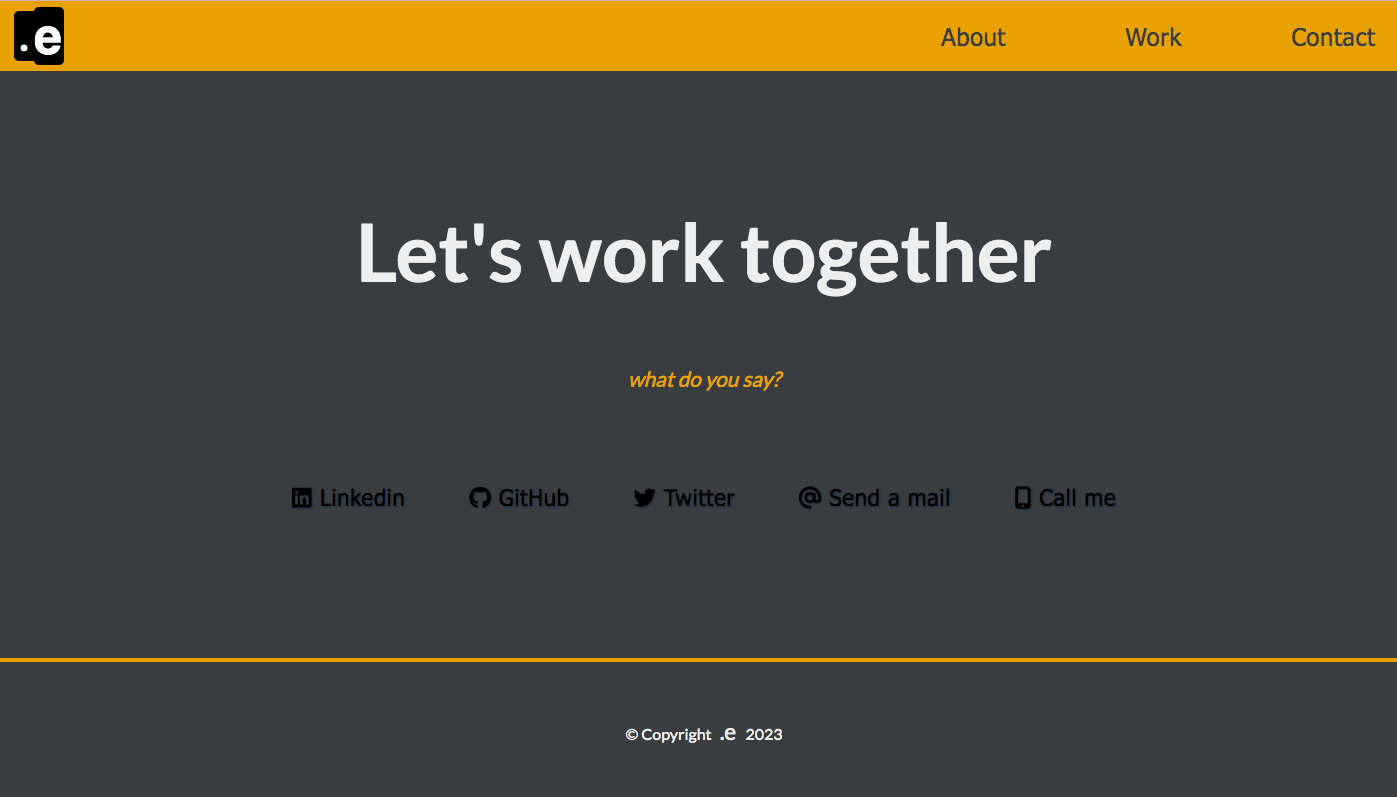 .e About Work Contact
Let's work together
what do you say?
Linkedin GitHub Twitter Send a mail Call me
© Copyright .e 2023